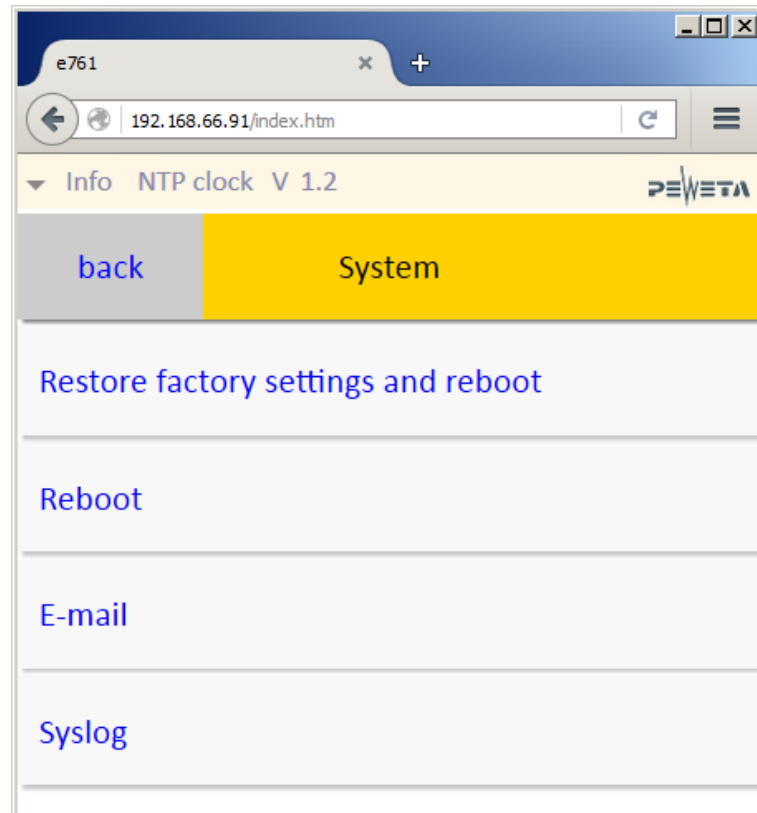 e761
192.168.66.91/index.htm
Info NTP clock V 1.2
PEWETA
back System
Restore factory settings and reboot
Reboot
E-mail
Syslog